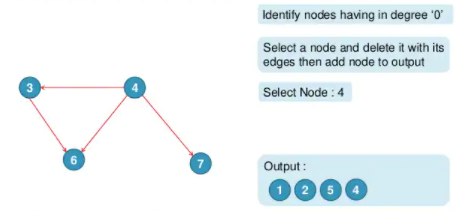 Identify nodes having in degree ‘0’
Select a node and delete it with its
edges then add node to output
Select Node : 4
3
4
6
7
Output :
1 2 5 4